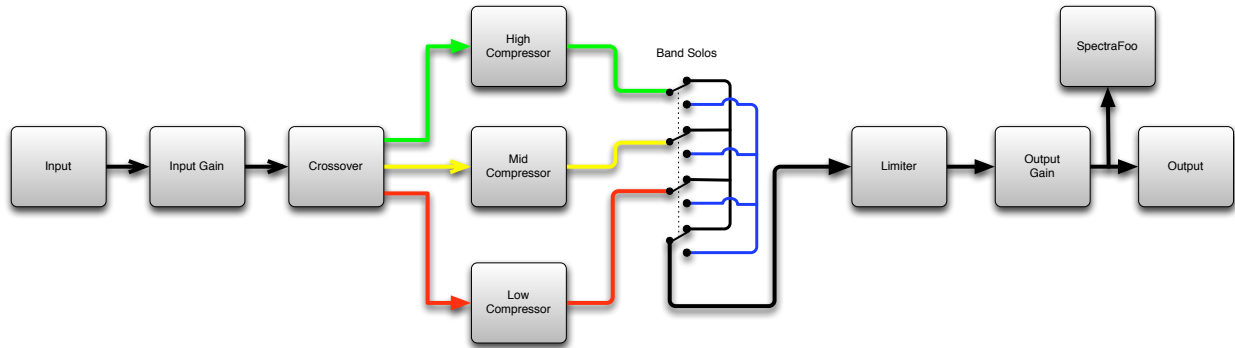 High
Compressor
Band Solos
SpectraFoo
Input
Input Gain
Crossover
Mid
Compressor
Limiter
Output
Gain
Output
Low
Compressor